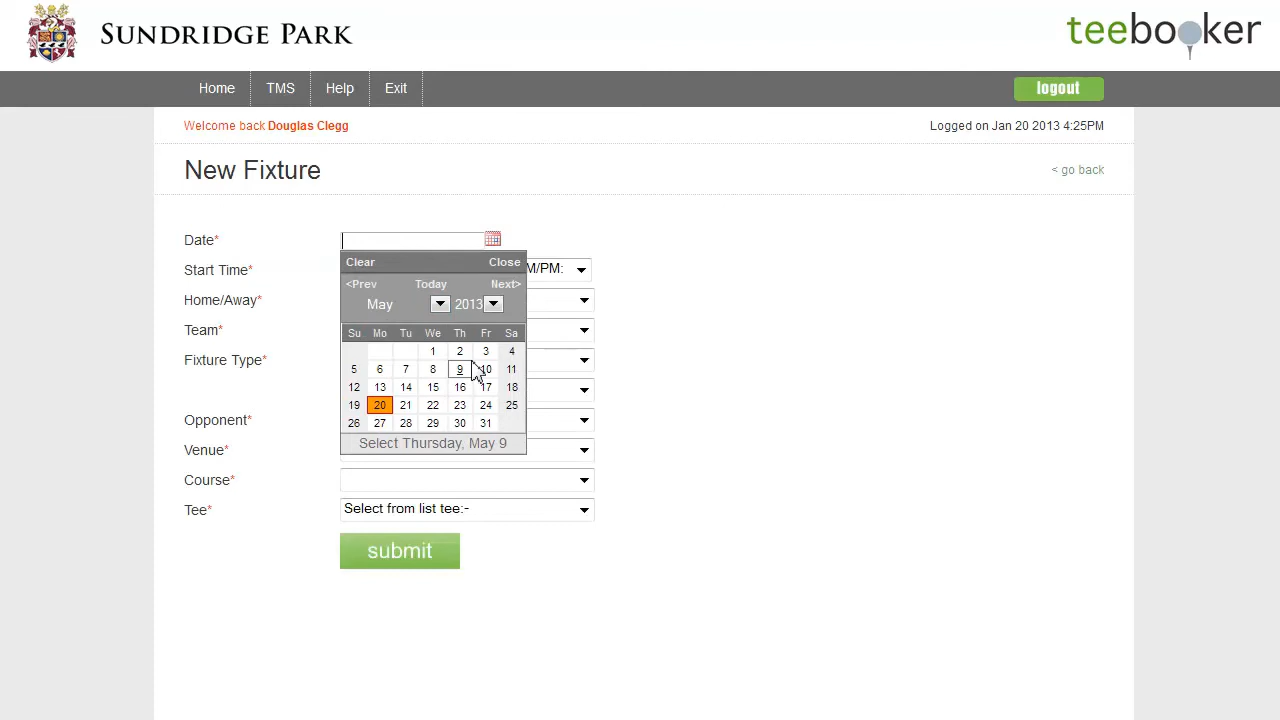 SUNDRIDGE PARK
teebooker
Home TMS Help Exit logout
Welcome back Douglas Clegg Logged on Jan 20 2013 4:25PM
New Fixture < go back
Date*
Clear Close
Start Time* M/PM:
<Prev Today Next>
Home/Away* May 2013
Team* Su Mo Tu We Th Fr Sa
1 2 3 4
Fixture Type*
5 6 7 8 9 10 11
12 13 14 15 16 17 18
19 20 21 22 23 24 25
Opponent* 26 27 28 29 30 31
Select Thursday, May 9
Venue*
Course*
Tee* Select from list tee:-
submit